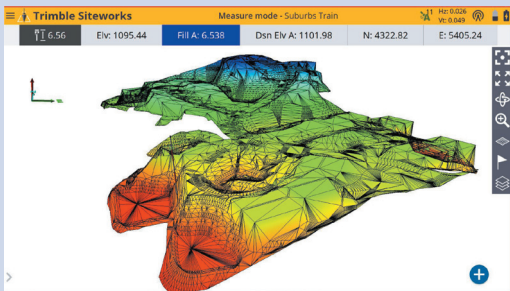 Trimble Siteworks
Measure mode - Suburbs Train
11 Hz: 0.026
Vt: 0.049
6.56 Elv: 1095.44 Fill A: 6.538 Dsn Elv A: 1101.98 N: 4322.82 E: 5405.24